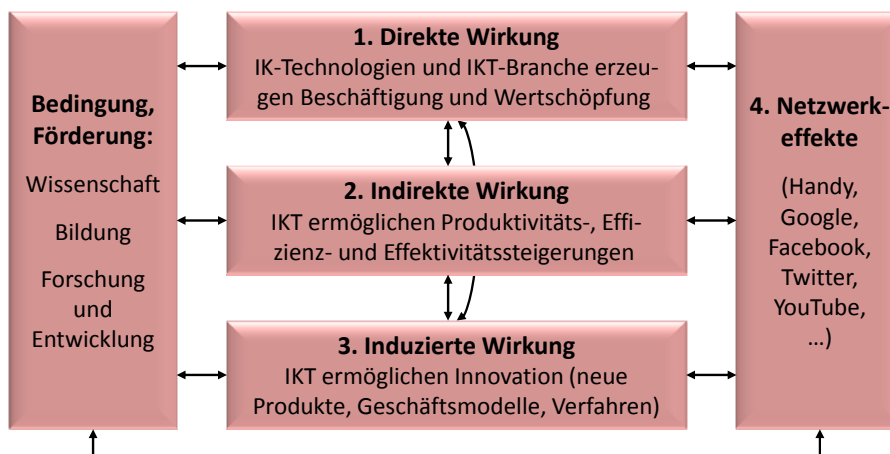 Bedingung,
Förderung:
Wissenschaft
Bildung
Forschung
und
Entwicklung
1. Direkte Wirkung
IK-Technologien und IKT-Branche erzeu-
gen Beschäftigung und Wertschöpfung
2. Indirekte Wirkung
IKT ermöglichen Produktivitäts-, Effi-
zienz- und Effektivitätssteigerungen
3. Induzierte Wirkung
IKT ermöglichen Innovation (neue
Produkte, Geschäftsmodelle, Verfahren)
4. Netzwerk-
effekte
(Handy,
Google,
Facebook,
Twitter,
YouTube,
…)